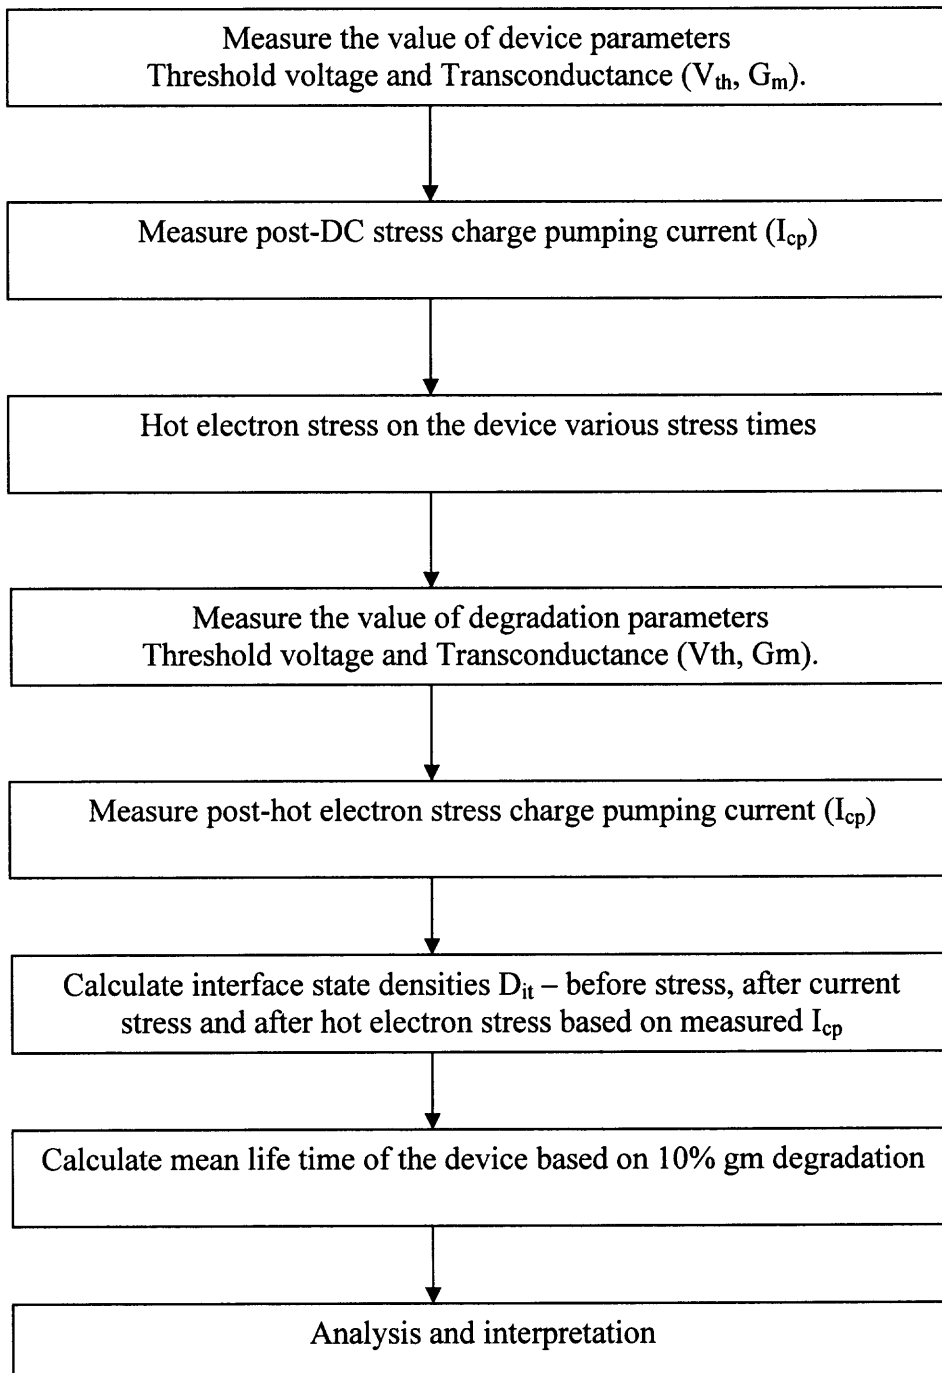 Measure the value of device parameters
Threshold voltage and Transconductance (Vth, Gm).
Measure post-DC stress charge pumping current (Icp)
Hot electron stress on the device various stress times
Measure the value of degradation parameters
Threshold voltage and Transconductance (Vth, Gm).
Measure post-hot electron stress charge pumping current (Icp)
Calculate interface state densities Dit – before stress, after current
stress and after hot electron stress based on measured Icp
Calculate mean life time of the device based on 10% gm degradation
Analysis and interpretation